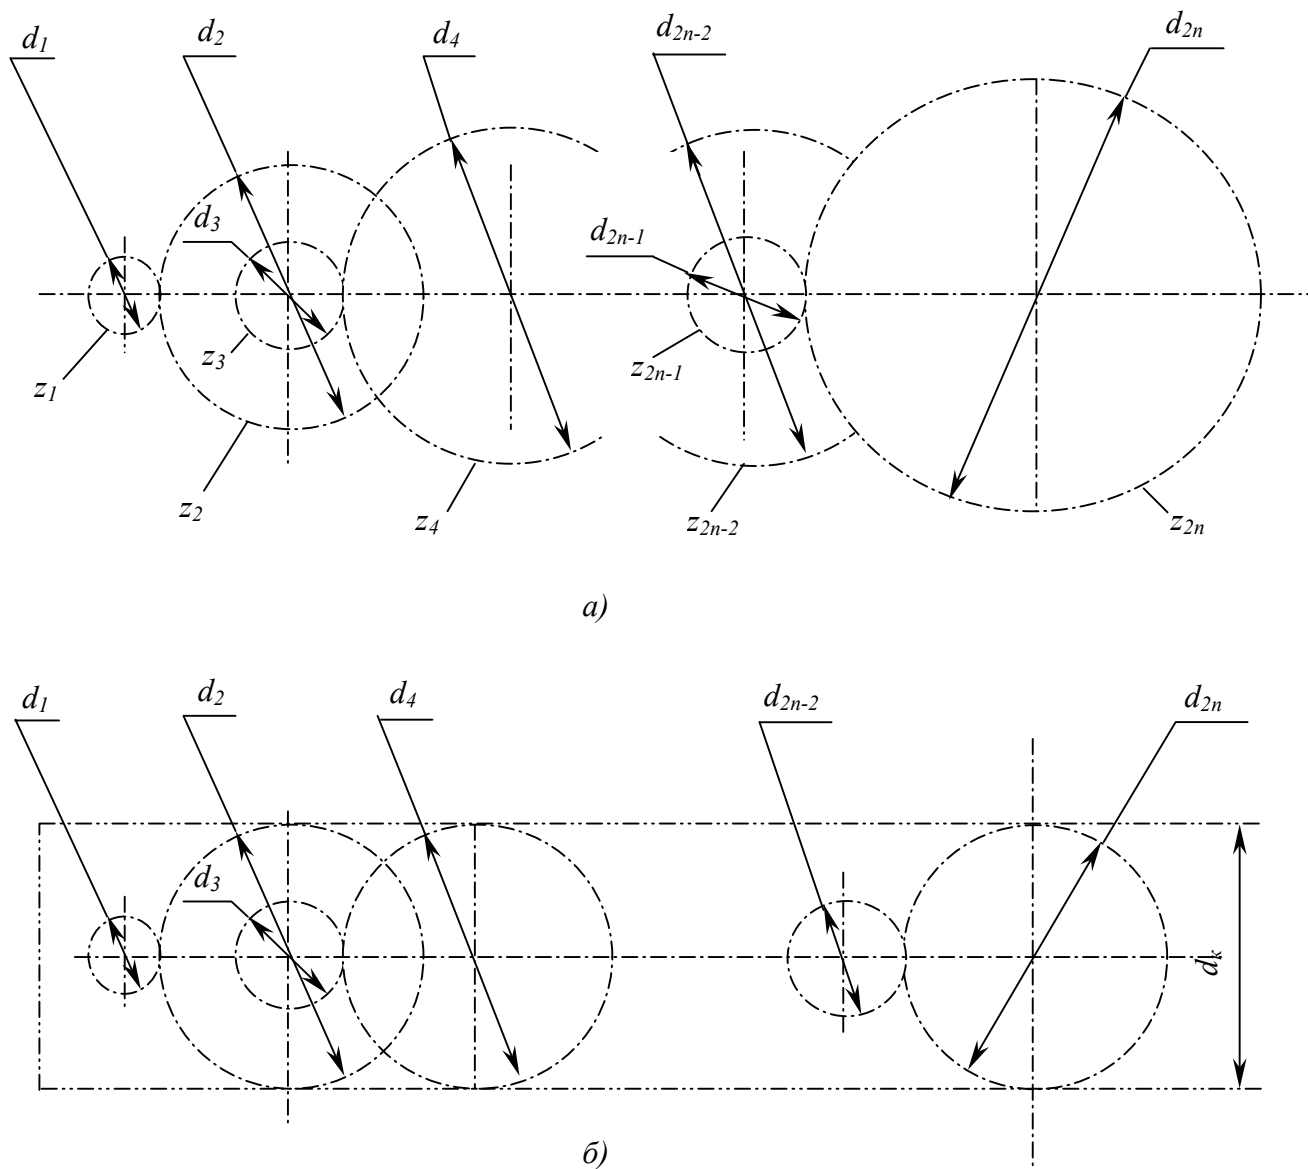 d1 d2 d4 d2n-2 d2n
d3 d2n-1
z1 z3 z2n-1
z2 z4 z2n-2 z2n
а)
d1 d2 d4 d2n-2 d2n
d3
dк
б)